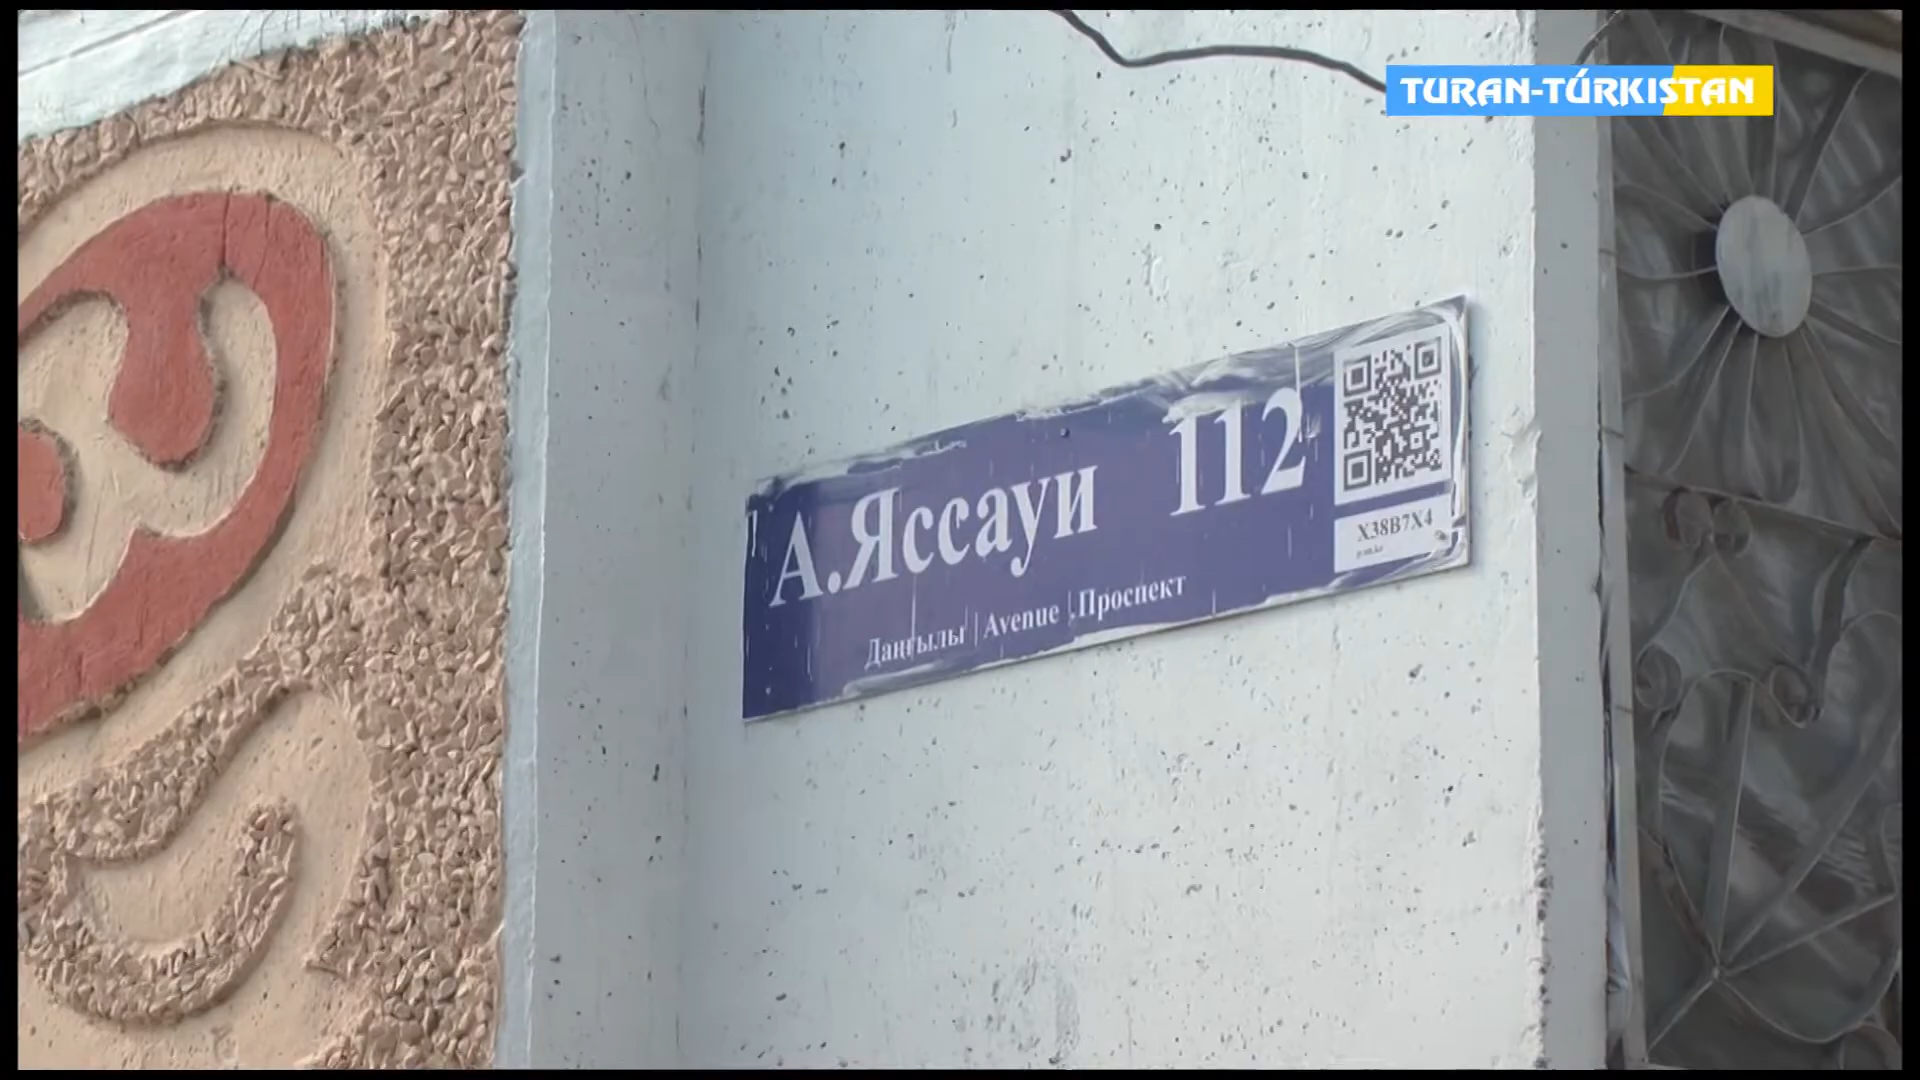 TURAN-TÚRKISTAN
А.Яссауи 112
Даңғылы | Avenue | Проспект
X38B7X4